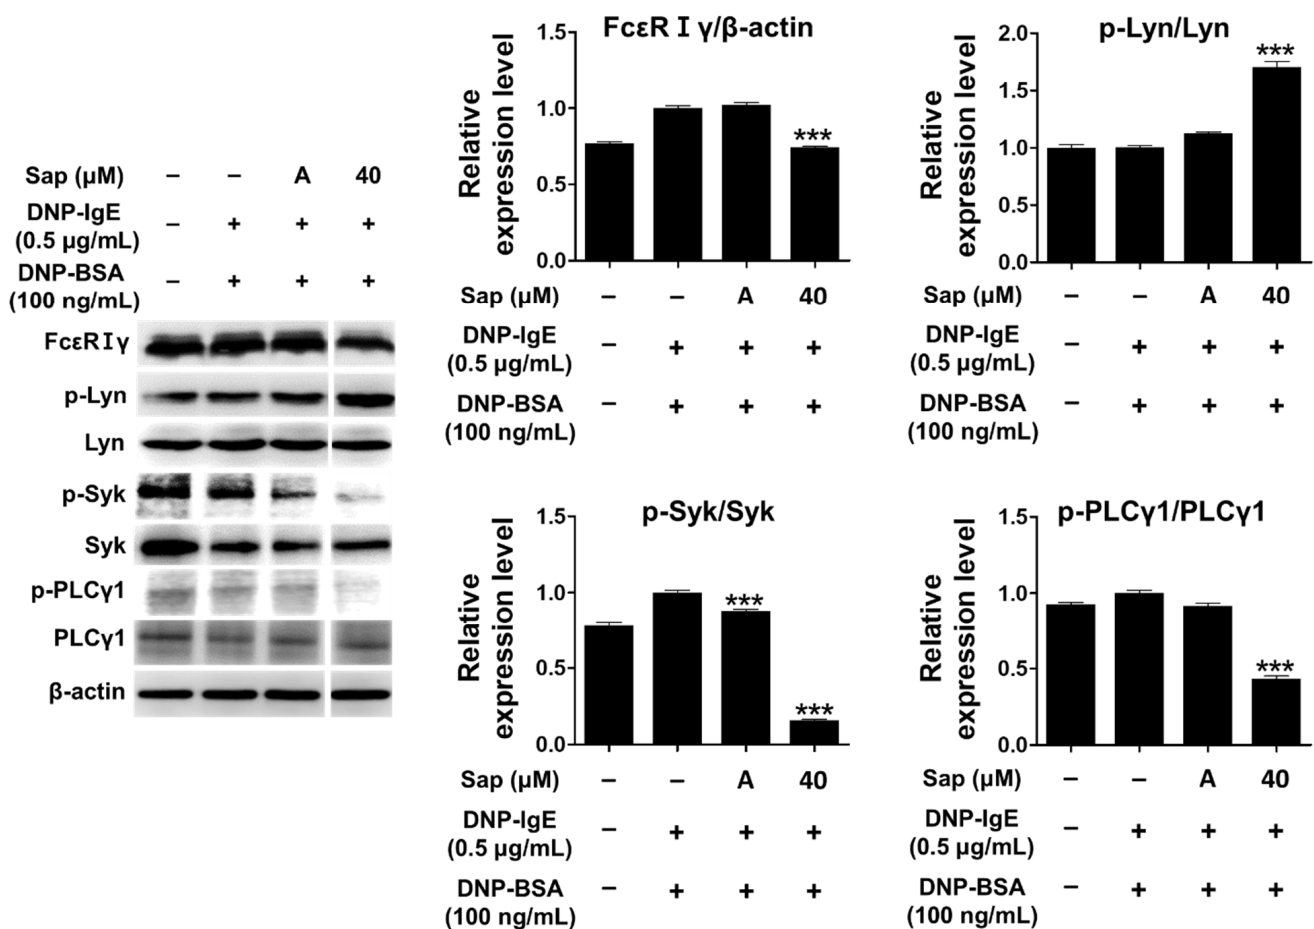 Sap (μM) – – A 40
DNP-IgE
(0.5 μg/mL) – + + +
DNP-BSA
(100 ng/mL) – + + +
FcεR I γ
p-Lyn
Lyn
p-Syk
Syk
p-PLCγ1
PLCγ1
β-actin
FcεR I γ/β-actin
Relative
expression level
1.5
1.0
0.5
0.0
***
Sap (μM) – – A 40
DNP-IgE
(0.5 μg/mL) – + + +
DNP-BSA
(100 ng/mL) – + + +
p-Lyn/Lyn
Relative
expression level
2.0
1.5
1.0
0.5
0.0
***
Sap (μM) – – A 40
DNP-IgE
(0.5 μg/mL) – + + +
DNP-BSA
(100 ng/mL) – + + +
p-Syk/Syk
Relative
expression level
1.5
1.0
0.5
0.0
***
***
Sap (μM) – – A 40
DNP-IgE
(0.5 μg/mL) – + + +
DNP-BSA
(100 ng/mL) – + + +
p-PLCγ1/PLCγ1
Relative
expression level
1.5
1.0
0.5
0.0
***
Sap (μM) – – A 40
DNP-IgE
(0.5 μg/mL) – + + +
DNP-BSA
(100 ng/mL) – + + +